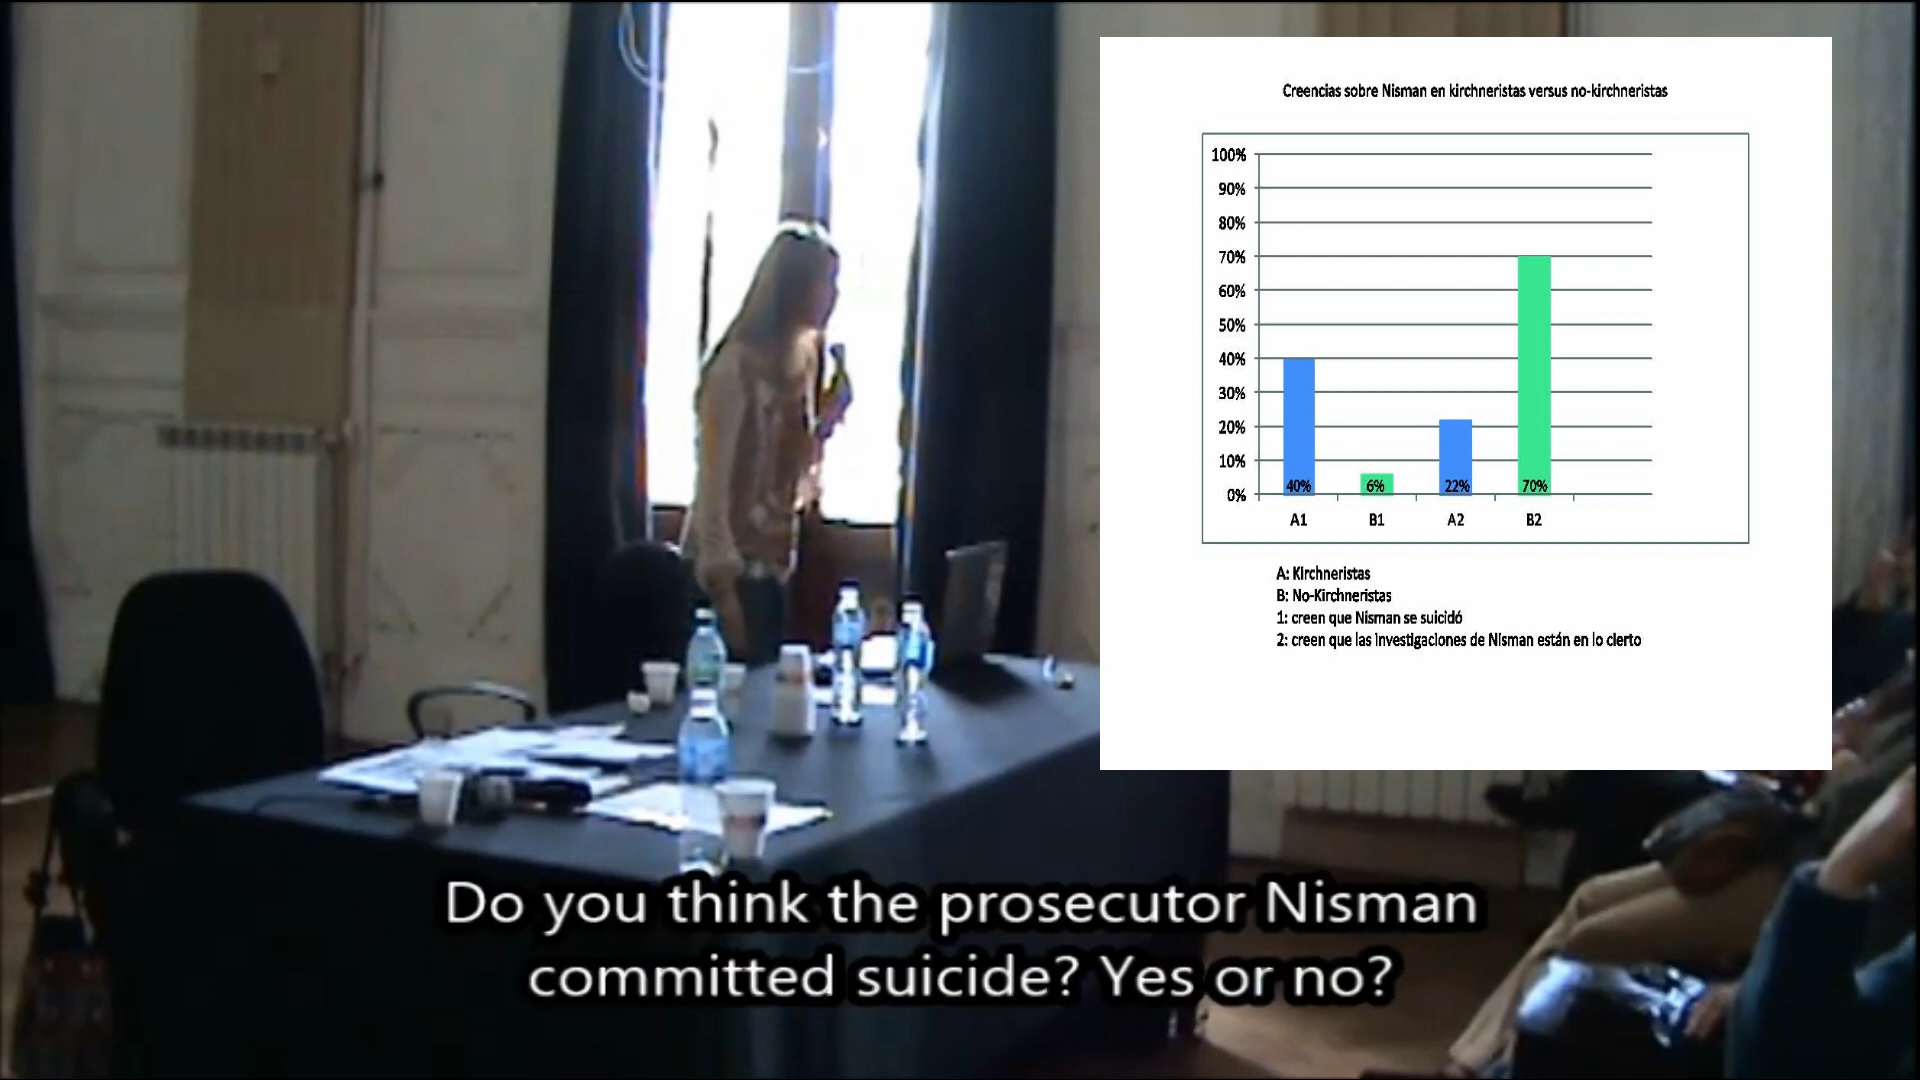 Creencias sobre Nisman en kirchneristas versus no-kirchneristas
100%
90%
80%
70%
60%
50%
40%
30%
20%
10%
0%
40%
6%
22%
70%
A1
B1
A2
B2
A: Kirchneristas
B: No-Kirchneristas
1: creen que Nisman se suicidó
2: creen que las investigaciones de Nisman están en lo cierto
Do you think the prosecutor Nisman
committed suicide? Yes or no?